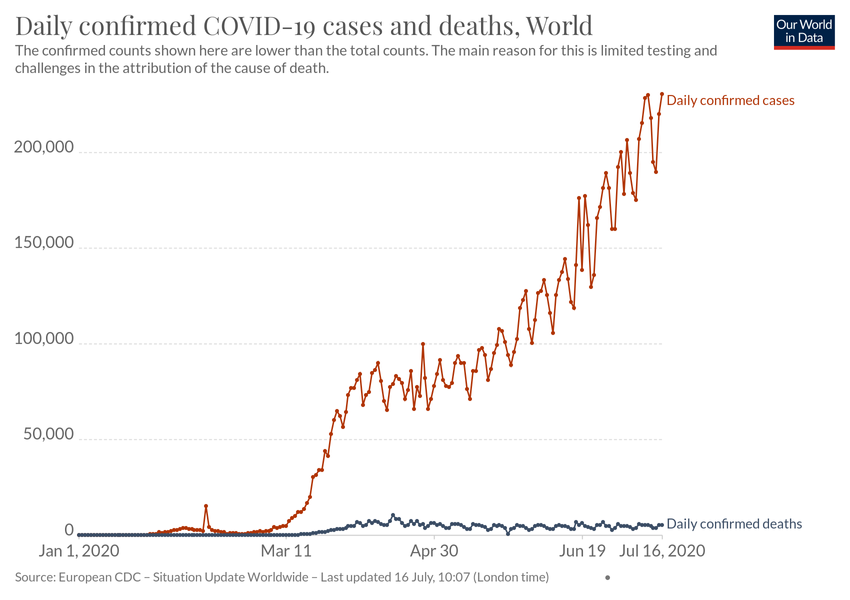 Daily confirmed COVID-19 cases and deaths, World
Our World
in Data
The confirmed counts shown here are lower than the total counts. The main reason for this is limited testing and
challenges in the attribution of the cause of death.
Daily confirmed cases
200,000
150,000
100,000
50,000
Daily confirmed deaths
0
Jan 1, 2020
Mar 11
Apr 30
Jun 19
Jul 16, 2020
Source: European CDC – Situation Update Worldwide – Last updated 16 July, 10:07 (London time)